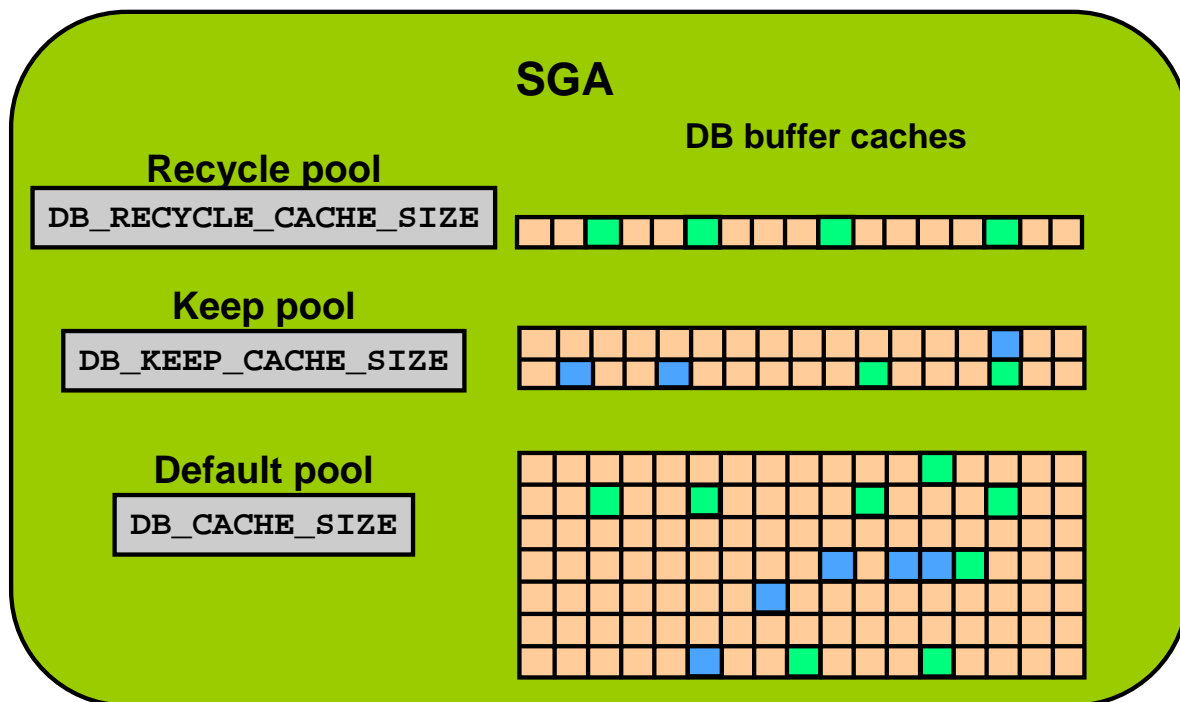 SGA
DB buffer caches
Recycle pool
DB_RECYCLE_CACHE_SIZE
Keep pool
DB_KEEP_CACHE_SIZE
Default pool
DB_CACHE_SIZE